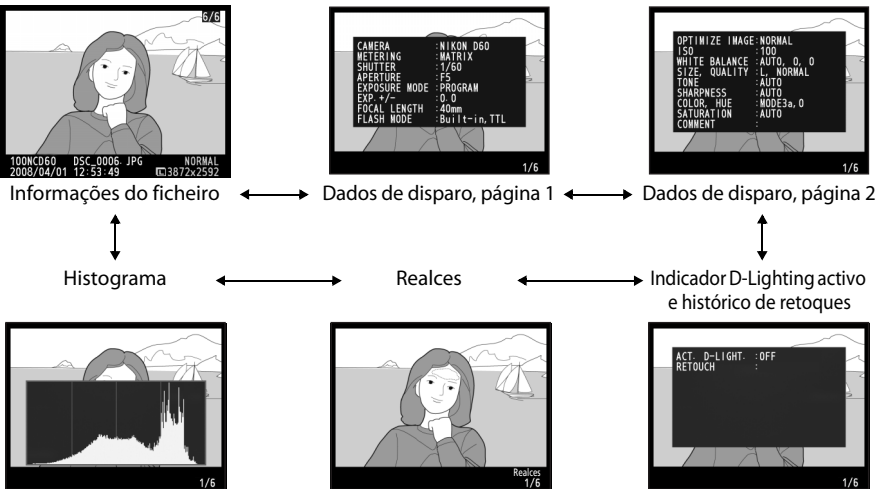 6/6
100NCD60 DSC_0006. JPG NORMAL
2008/04/01 12:53:49 3872x2592
CAMERA :NIKON D60
METERING :MATRIX
SHUTTER :1/60
APERTURE :F5
EXPOSURE MODE :PROGRAM
EXP. +/- :0.0
FOCAL LENGTH :40mm
FLASH MODE :Built-in, TTL
1/6
OPTIMIZE IMAGE:NORMAL
ISO :100
WHITE BALANCE :AUTO, 0, 0
SIZE, QUALITY :L, NORMAL
TONE :AUTO
SHARPNESS :AUTO
COLOR, HUE :MODE3a, 0
SATURATION :AUTO
COMMENT :
1/6
Informações do ficheiro
Dados de disparo, página 1
Dados de disparo, página 2
Histograma
Realces
Indicador D-Lighting activo
e histórico de retoques
1/6
Realces
1/6
ACT. D-LIGHT. :OFF
RETOUCH :
1/6